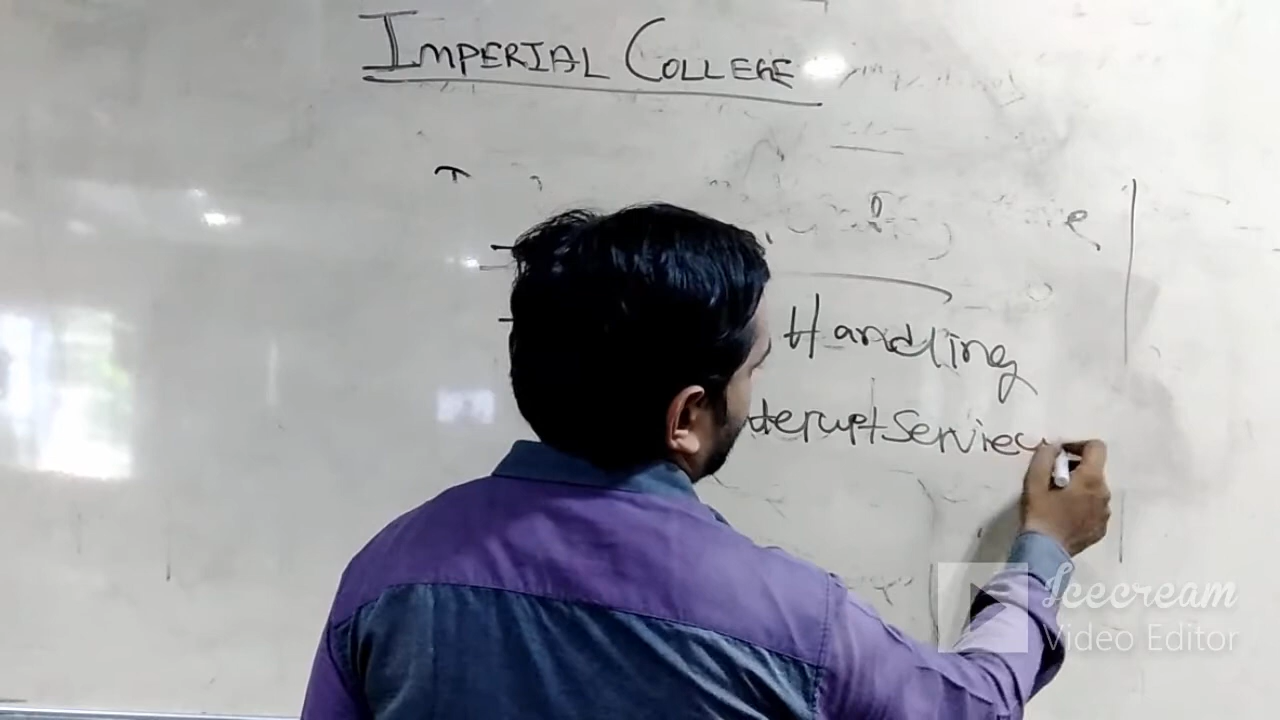 IMPERIAL COLLEGE
Handling
terupt Service
Icecream
Video Editor